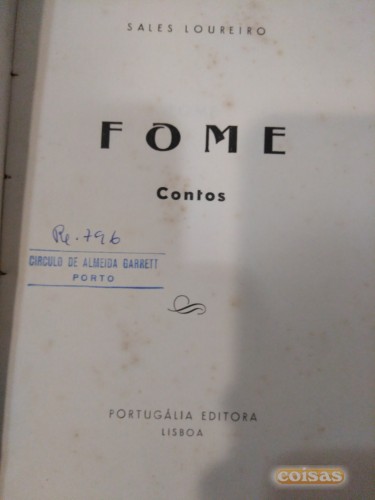 SALES LOUREIRO
FOME
Contos
Re. 796
CIRCULO DE ALMEIDA GARRETT
PORTO
PORTUGÁLIA EDITORA
LISBOA
coisas